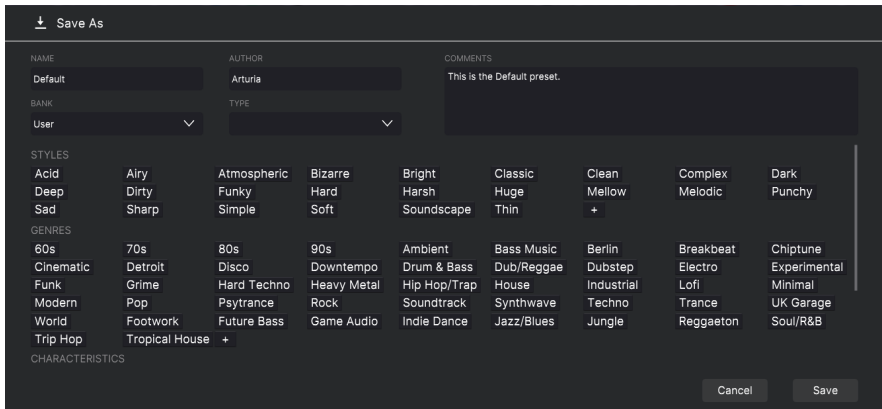 Save As
NAME AUTHOR COMMENTS
Default Arturia This is the Default preset.
BANK TYPE
User
STYLES
Acid Airy Atmospheric Bizarre Bright Classic Clean Complex Dark
Deep Dirty Funky Hard Harsh Huge Mellow Melodic Punchy
Sad Sharp Simple Soft Soundscape Thin +
GENRES
60s 70s 80s 90s Ambient Bass Music Berlin Breakbeat Chiptune
Cinematic Detroit Disco Downtempo Drum & Bass Dub/Reggae Dubstep Electro Experimental
Funk Grime Hard Techno Heavy Metal Hip Hop/Trap House Industrial Lofi Minimal
Modern Pop Psytrance Rock Soundtrack Synthwave Techno Trance UK Garage
World Footwork Future Bass Game Audio Indie Dance Jazz/Blues Jungle Reggaeton Soul/R&B
Trip Hop Tropical House +
CHARACTERISTICS
Cancel Save